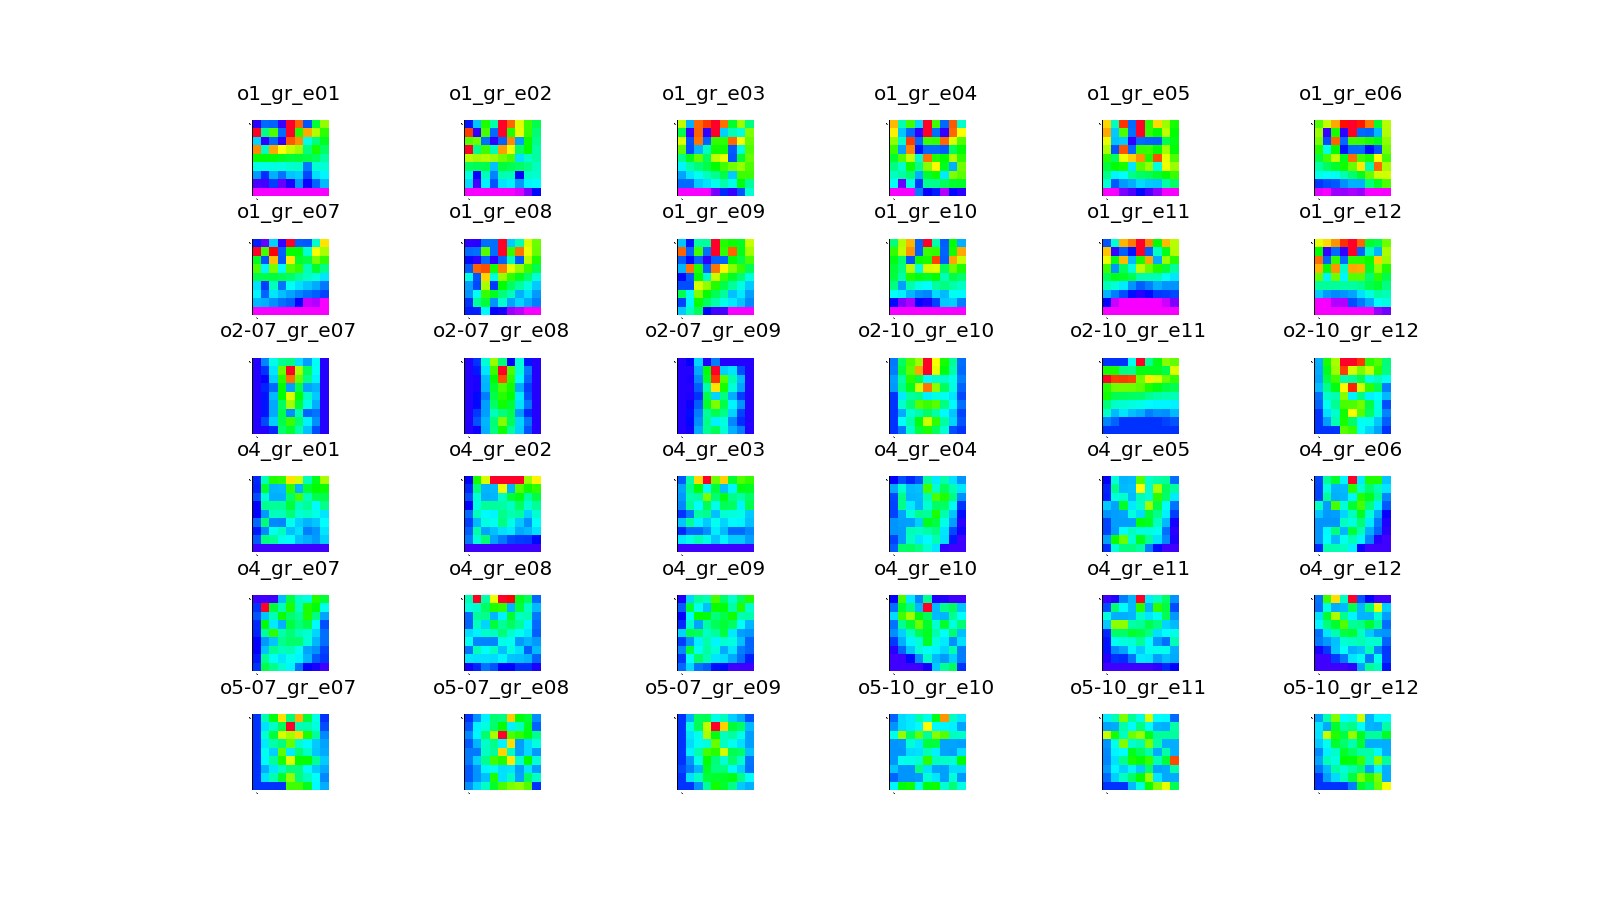 o1_gr_e01 o1_gr_e02 o1_gr_e03 o1_gr_e04 o1_gr_e05 o1_gr_e06
o1_gr_e07 o1_gr_e08 o1_gr_e09 o1_gr_e10 o1_gr_e11 o1_gr_e12
o2-07_gr_e07 o2-07_gr_e08 o2-07_gr_e09 o2-10_gr_e10 o2-10_gr_e11 o2-10_gr_e12
o4_gr_e01 o4_gr_e02 o4_gr_e03 o4_gr_e04 o4_gr_e05 o4_gr_e06
o4_gr_e07 o4_gr_e08 o4_gr_e09 o4_gr_e10 o4_gr_e11 o4_gr_e12
o5-07_gr_e07 o5-07_gr_e08 o5-07_gr_e09 o5-10_gr_e10 o5-10_gr_e11 o5-10_gr_e12